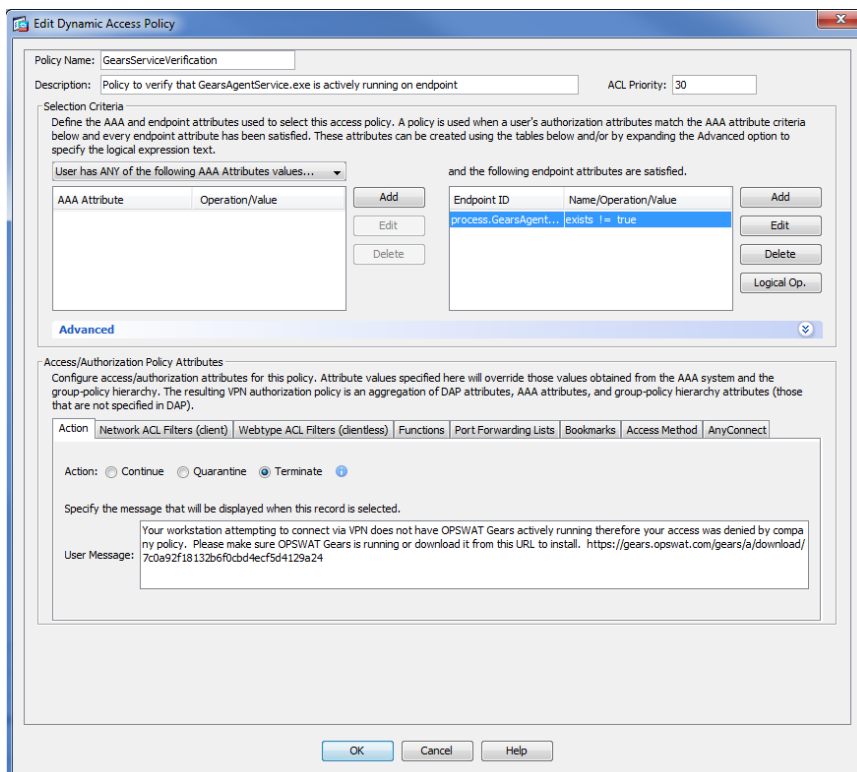 Edit Dynamic Access Policy
Policy Name: GearsServiceVerification
Description: Policy to verify that GearsAgentService.exe is actively running on endpoint ACL Priority: 30
Selection Criteria
Define the AAA and endpoint attributes used to select this access policy. A policy is used when a user's authorization attributes match the AAA attribute criteria
below and every endpoint attribute has been satisfied. These attributes can be created using the tables below and/or by expanding the Advanced option to
specify the logical expression text.
User has ANY of the following AAA Attributes values... and the following endpoint attributes are satisfied.
AAA Attribute Operation/Value Add Endpoint ID Name/Operation/Value Add
process.GearsAgent... exists != true
Edit Edit
Delete Delete
Logical Op.
Advanced
Access/Authorization Policy Attributes
Configure access/authorization attributes for this policy. Attribute values specified here will override those values obtained from the AAA system and the
group-policy hierarchy. The resulting VPN authorization policy is an aggregation of DAP attributes, AAA attributes, and group-policy hierarchy attributes (those
that are not specified in DAP).
Action Network ACL Filters (client) Webtype ACL Filters (clientless) Functions Port Forwarding Lists Bookmarks Access Method AnyConnect
Action: Continue Quarantine Terminate
Specify the message that will be displayed when this record is selected.
User Message: Your workstation attempting to connect via VPN does not have OPSWAT Gears actively running therefore your access was denied by compa
ny policy. Please make sure OPSWAT Gears is running or download it from this URL to install. https://gears.opswat.com/gears/a/download/
7c0a92f18132b6f0cbd4ecf5d4129a24
OK Cancel Help